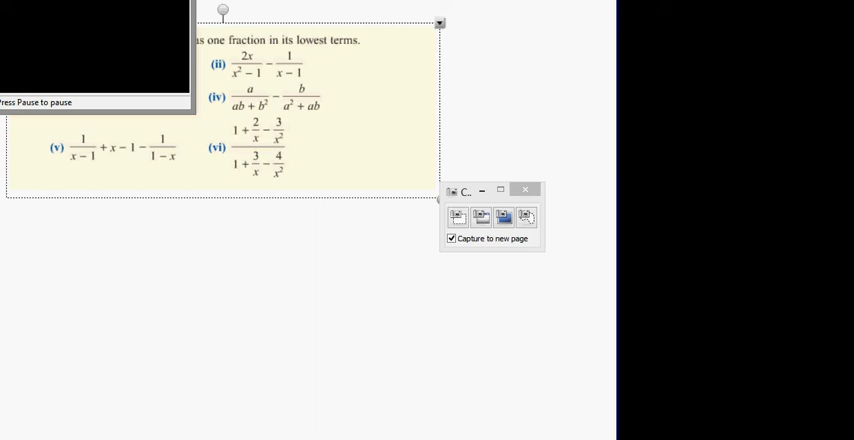 as one fraction in its lowest terms.
(ii) 2x/(x² − 1) − 1/(x − 1)
(iv) a/(ab + b²) − b/(a² + ab)
Press Pause to pause
(v) 1/(x − 1) + x − 1 − 1/(1 − x)
(vi) (1 + 2/x − 3/x²)/(1 + 3/x − 4/x²)
C..
Capture to new page